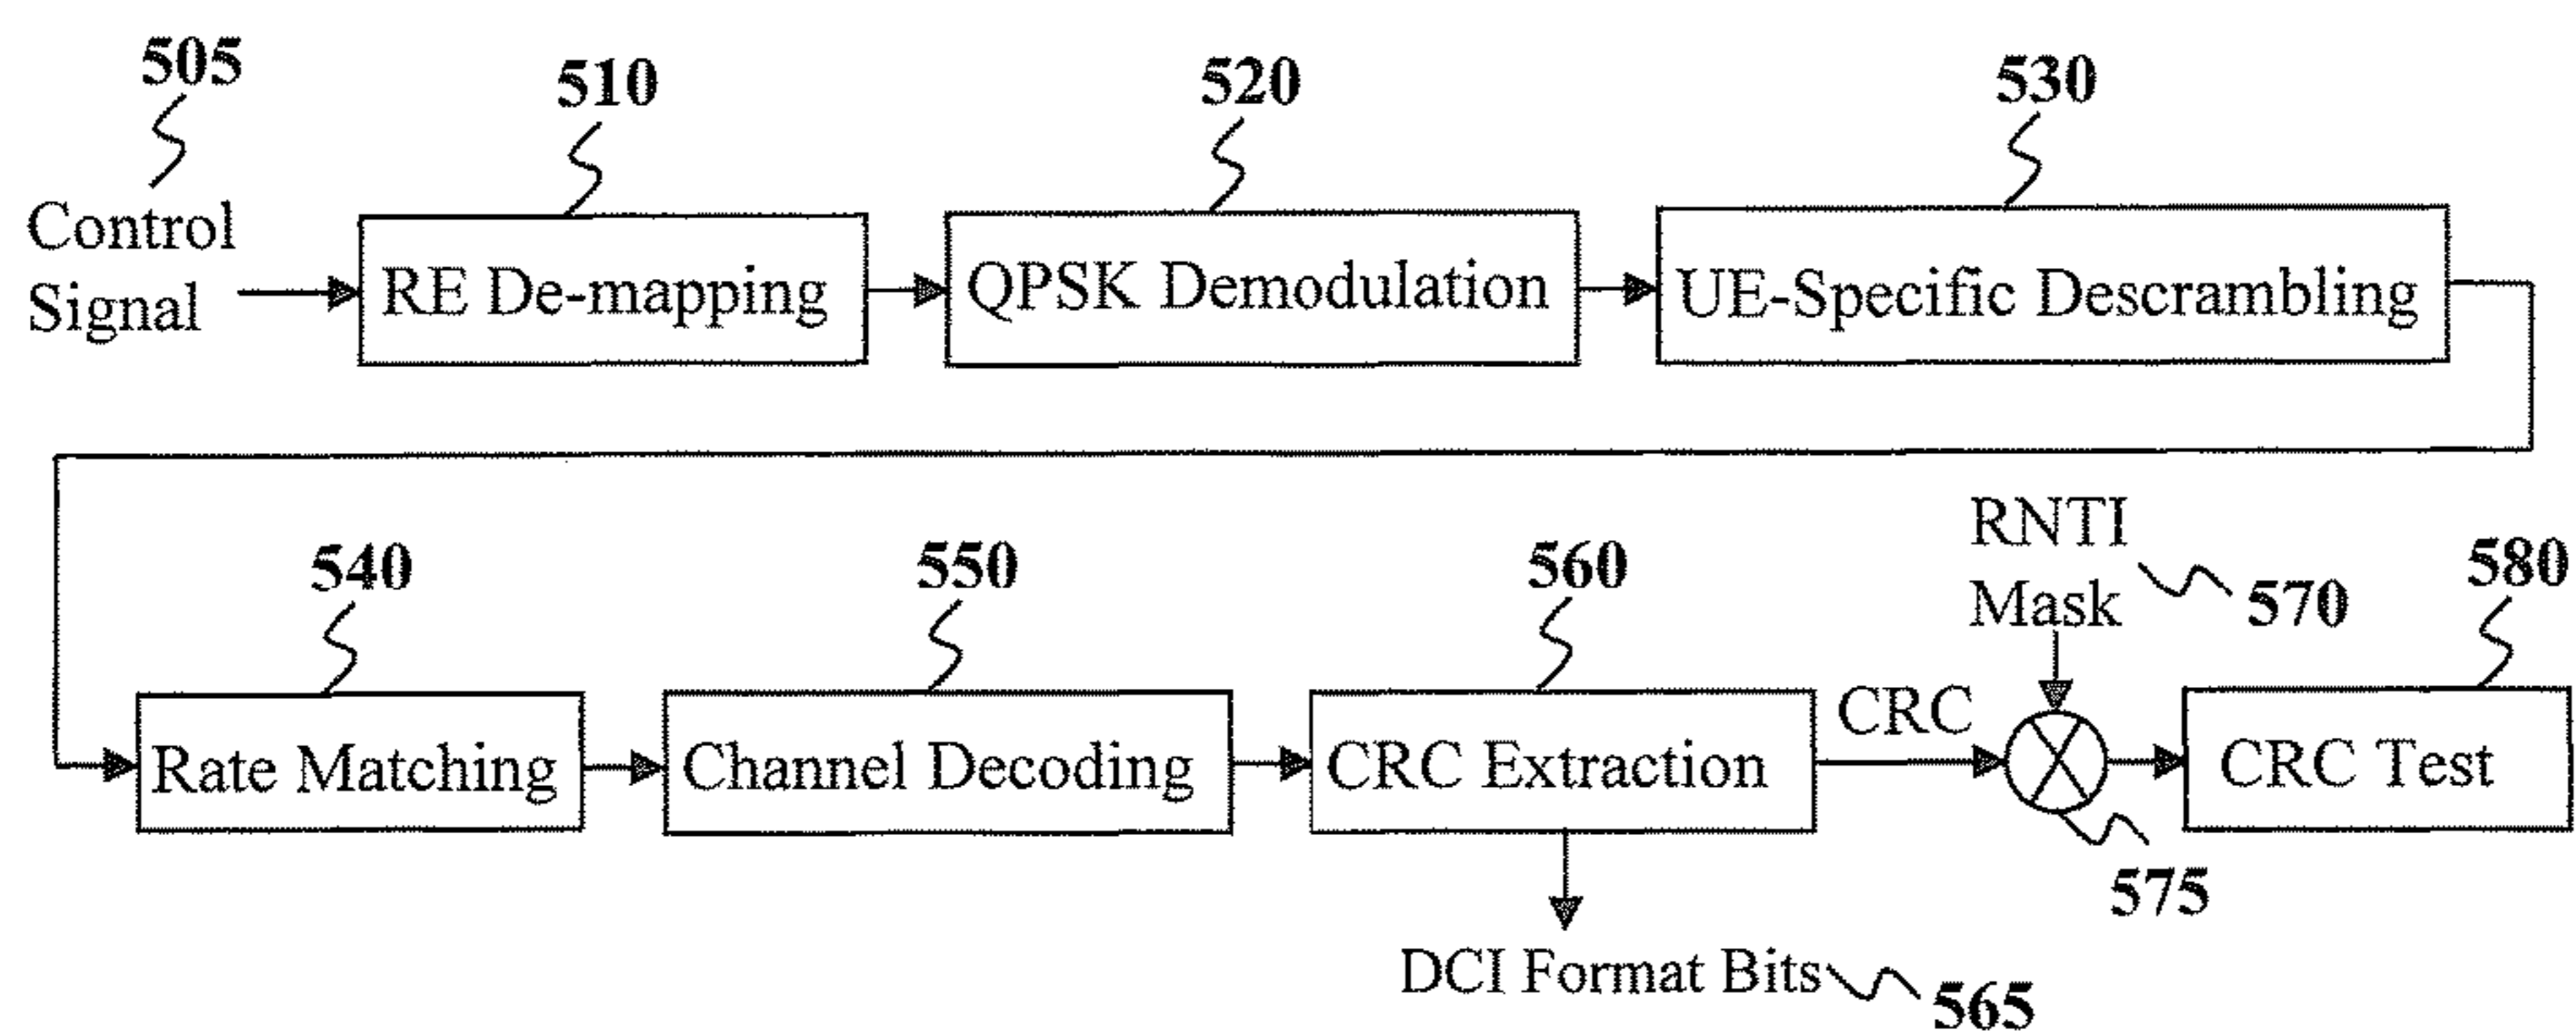 505
510
520
530
Control
Signal
RE De-mapping
QPSK Demodulation
UE-Specific Descrambling
540
550
560
RNTI
Mask
570
580
Rate Matching
Channel Decoding
CRC Extraction
CRC
CRC Test
575
DCI Format Bits
565